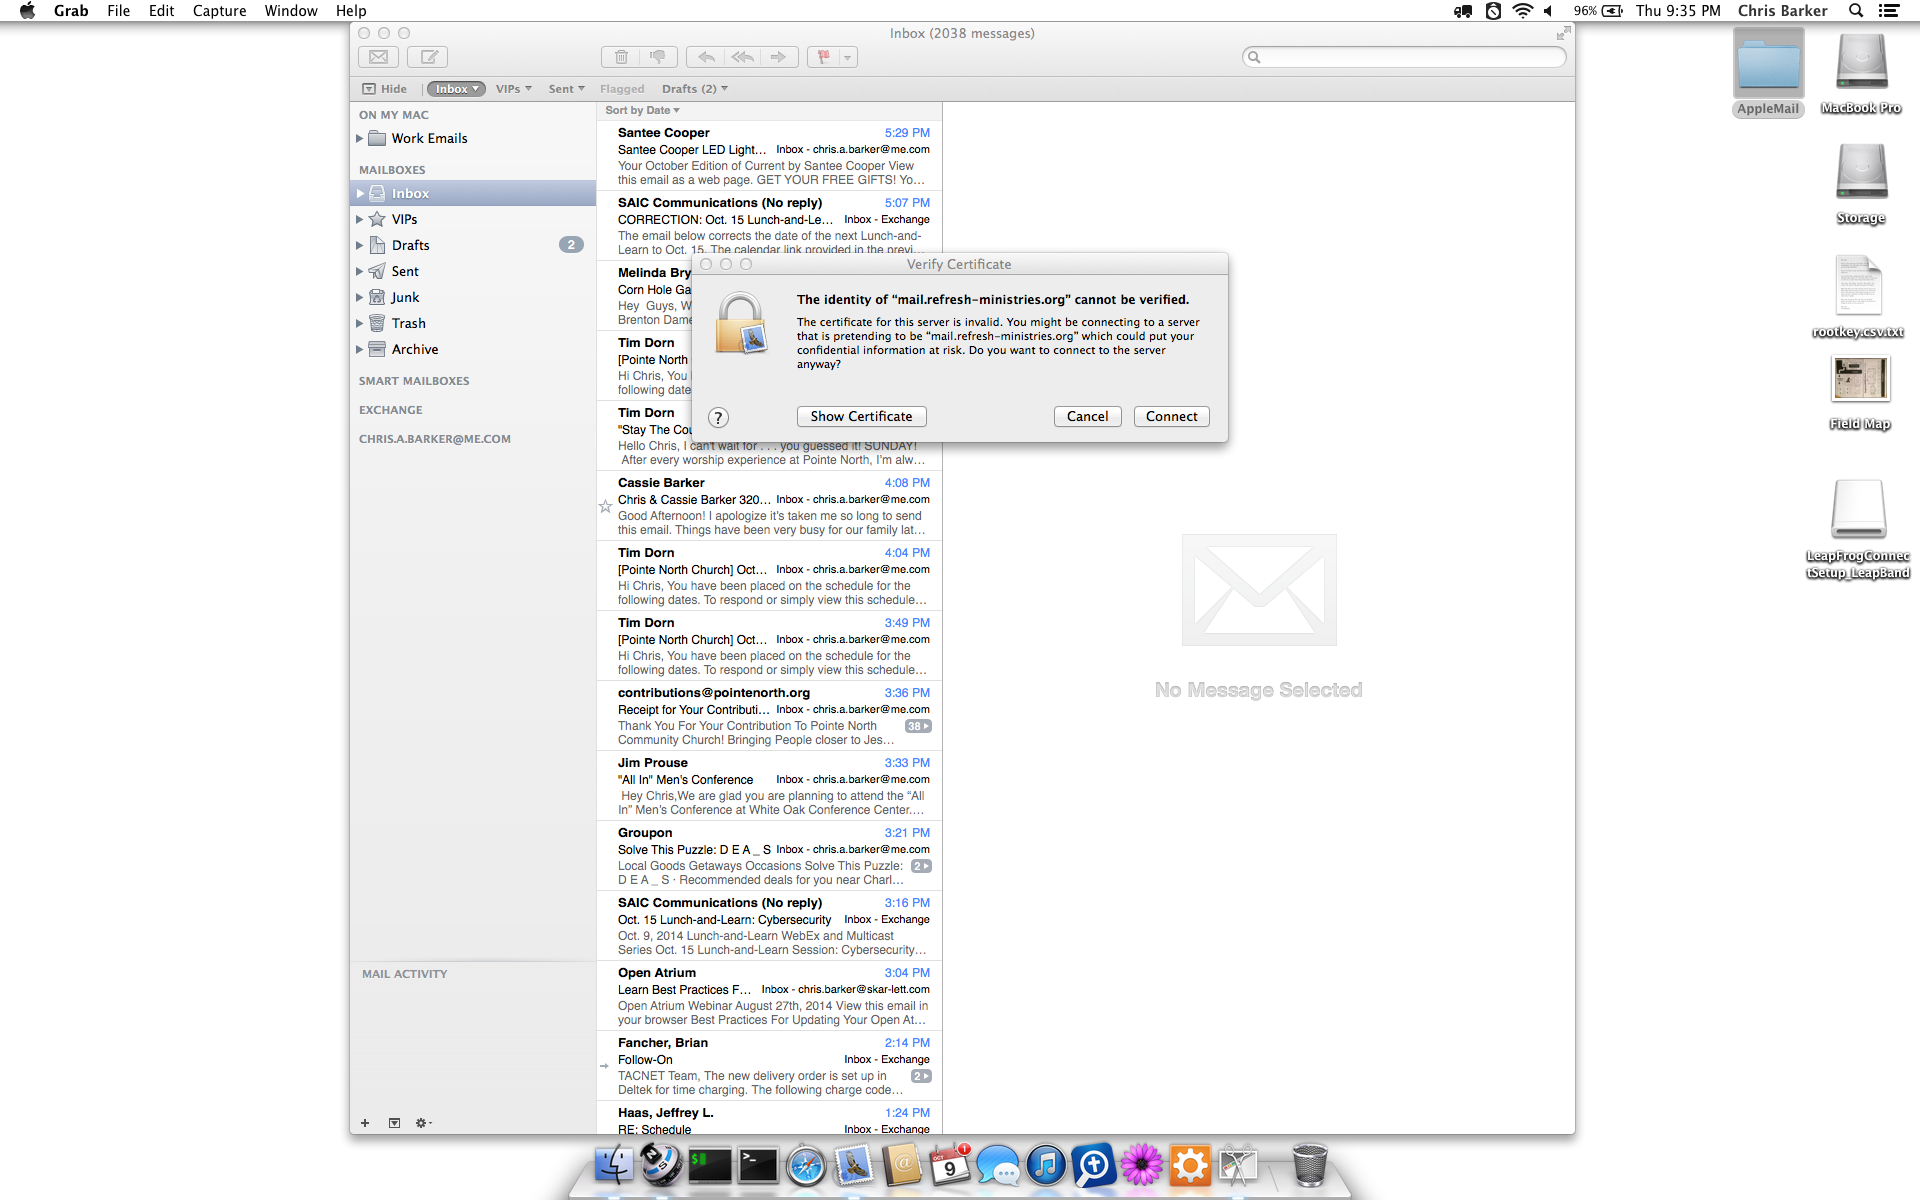 Grab File Edit Capture Window Help
96% Thu 9:35 PM Chris Barker
Inbox (2038 messages)
Hide Inbox VIPs Sent Flagged Drafts (2)
ON MY MAC
Work Emails
MAILBOXES
Inbox
VIPs
Drafts 2
Sent
Junk
Trash
Archive
SMART MAILBOXES
EXCHANGE
CHRIS.A.BARKER@ME.COM
MAIL ACTIVITY
Sort by Date
Santee Cooper 5:29 PM
Santee Cooper LED Light... Inbox - chris.a.barker@me.com
Your October Edition of Current by Santee Cooper View
this email as a web page. GET YOUR FREE GIFTS! Yo...
SAIC Communications (No reply) 5:07 PM
CORRECTION: Oct. 15 Lunch-and-Le... Inbox - Exchange
The email below corrects the date of the next Lunch-and-
Learn to Oct. 15. The calendar link provided in the previ...
Melinda Bry
Corn Hole Ga
Hey Guys, W
Brenton Dame
Tim Dorn
[Pointe North
Hi Chris, You
following date
Tim Dorn
"Stay The Cou
Hello Chris, I can't wait for . . . you guessed it! SUNDAY!
After every worship experience at Pointe North, I'm alw...
Cassie Barker 4:08 PM
Chris & Cassie Barker 320... Inbox - chris.a.barker@me.com
Good Afternoon! I apologize it's taken me so long to send
this email. Things have been very busy for our family lat...
Tim Dorn 4:04 PM
[Pointe North Church] Oct... Inbox - chris.a.barker@me.com
Hi Chris, You have been placed on the schedule for the
following dates. To respond or simply view this schedule...
Tim Dorn 3:49 PM
[Pointe North Church] Oct... Inbox - chris.a.barker@me.com
Hi Chris, You have been placed on the schedule for the
following dates. To respond or simply view this schedule...
contributions@pointenorth.org 3:36 PM
Receipt for Your Contributi... Inbox - chris.a.barker@me.com
Thank You For Your Contribution To Pointe North 38
Community Church! Bringing People closer to Jes...
Jim Prouse 3:33 PM
"All In" Men's Conference Inbox - chris.a.barker@me.com
Hey Chris,We are glad you are planning to attend the "All
In" Men's Conference at White Oak Conference Center....
Groupon 3:21 PM
Solve This Puzzle: D E A _ S Inbox - chris.a.barker@me.com
Local Goods Getaways Occasions Solve This Puzzle: 2
D E A _ S · Recommended deals for you near Charl...
SAIC Communications (No reply) 3:16 PM
Oct. 15 Lunch-and-Learn: Cybersecurity Inbox - Exchange
Oct. 9, 2014 Lunch-and-Learn WebEx and Multicast
Series Oct. 15 Lunch-and-Learn Session: Cybersecurity...
Open Atrium 3:04 PM
Learn Best Practices F... Inbox - chris.barker@skar-lett.com
Open Atrium Webinar August 27th, 2014 View this email in
your browser Best Practices For Updating Your Open At...
Fancher, Brian 2:14 PM
Follow-On Inbox - Exchange
TACNET Team, The new delivery order is set up in 2
Deltek for time charging. The following charge code...
Haas, Jeffrey L. 1:24 PM
RE: Schedule Inbox - Exchange
Verify Certificate
The identity of "mail.refresh-ministries.org" cannot be verified.
The certificate for this server is invalid. You might be connecting to a server
that is pretending to be "mail.refresh-ministries.org" which could put your
confidential information at risk. Do you want to connect to the server
anyway?
? Show Certificate Cancel Connect
No Message Selected
AppleMail
MacBook Pro
Storage
rootkey.csv.txt
Field Map
LeapFrogConnec
tSetup_LeapBand
OCT
9
1